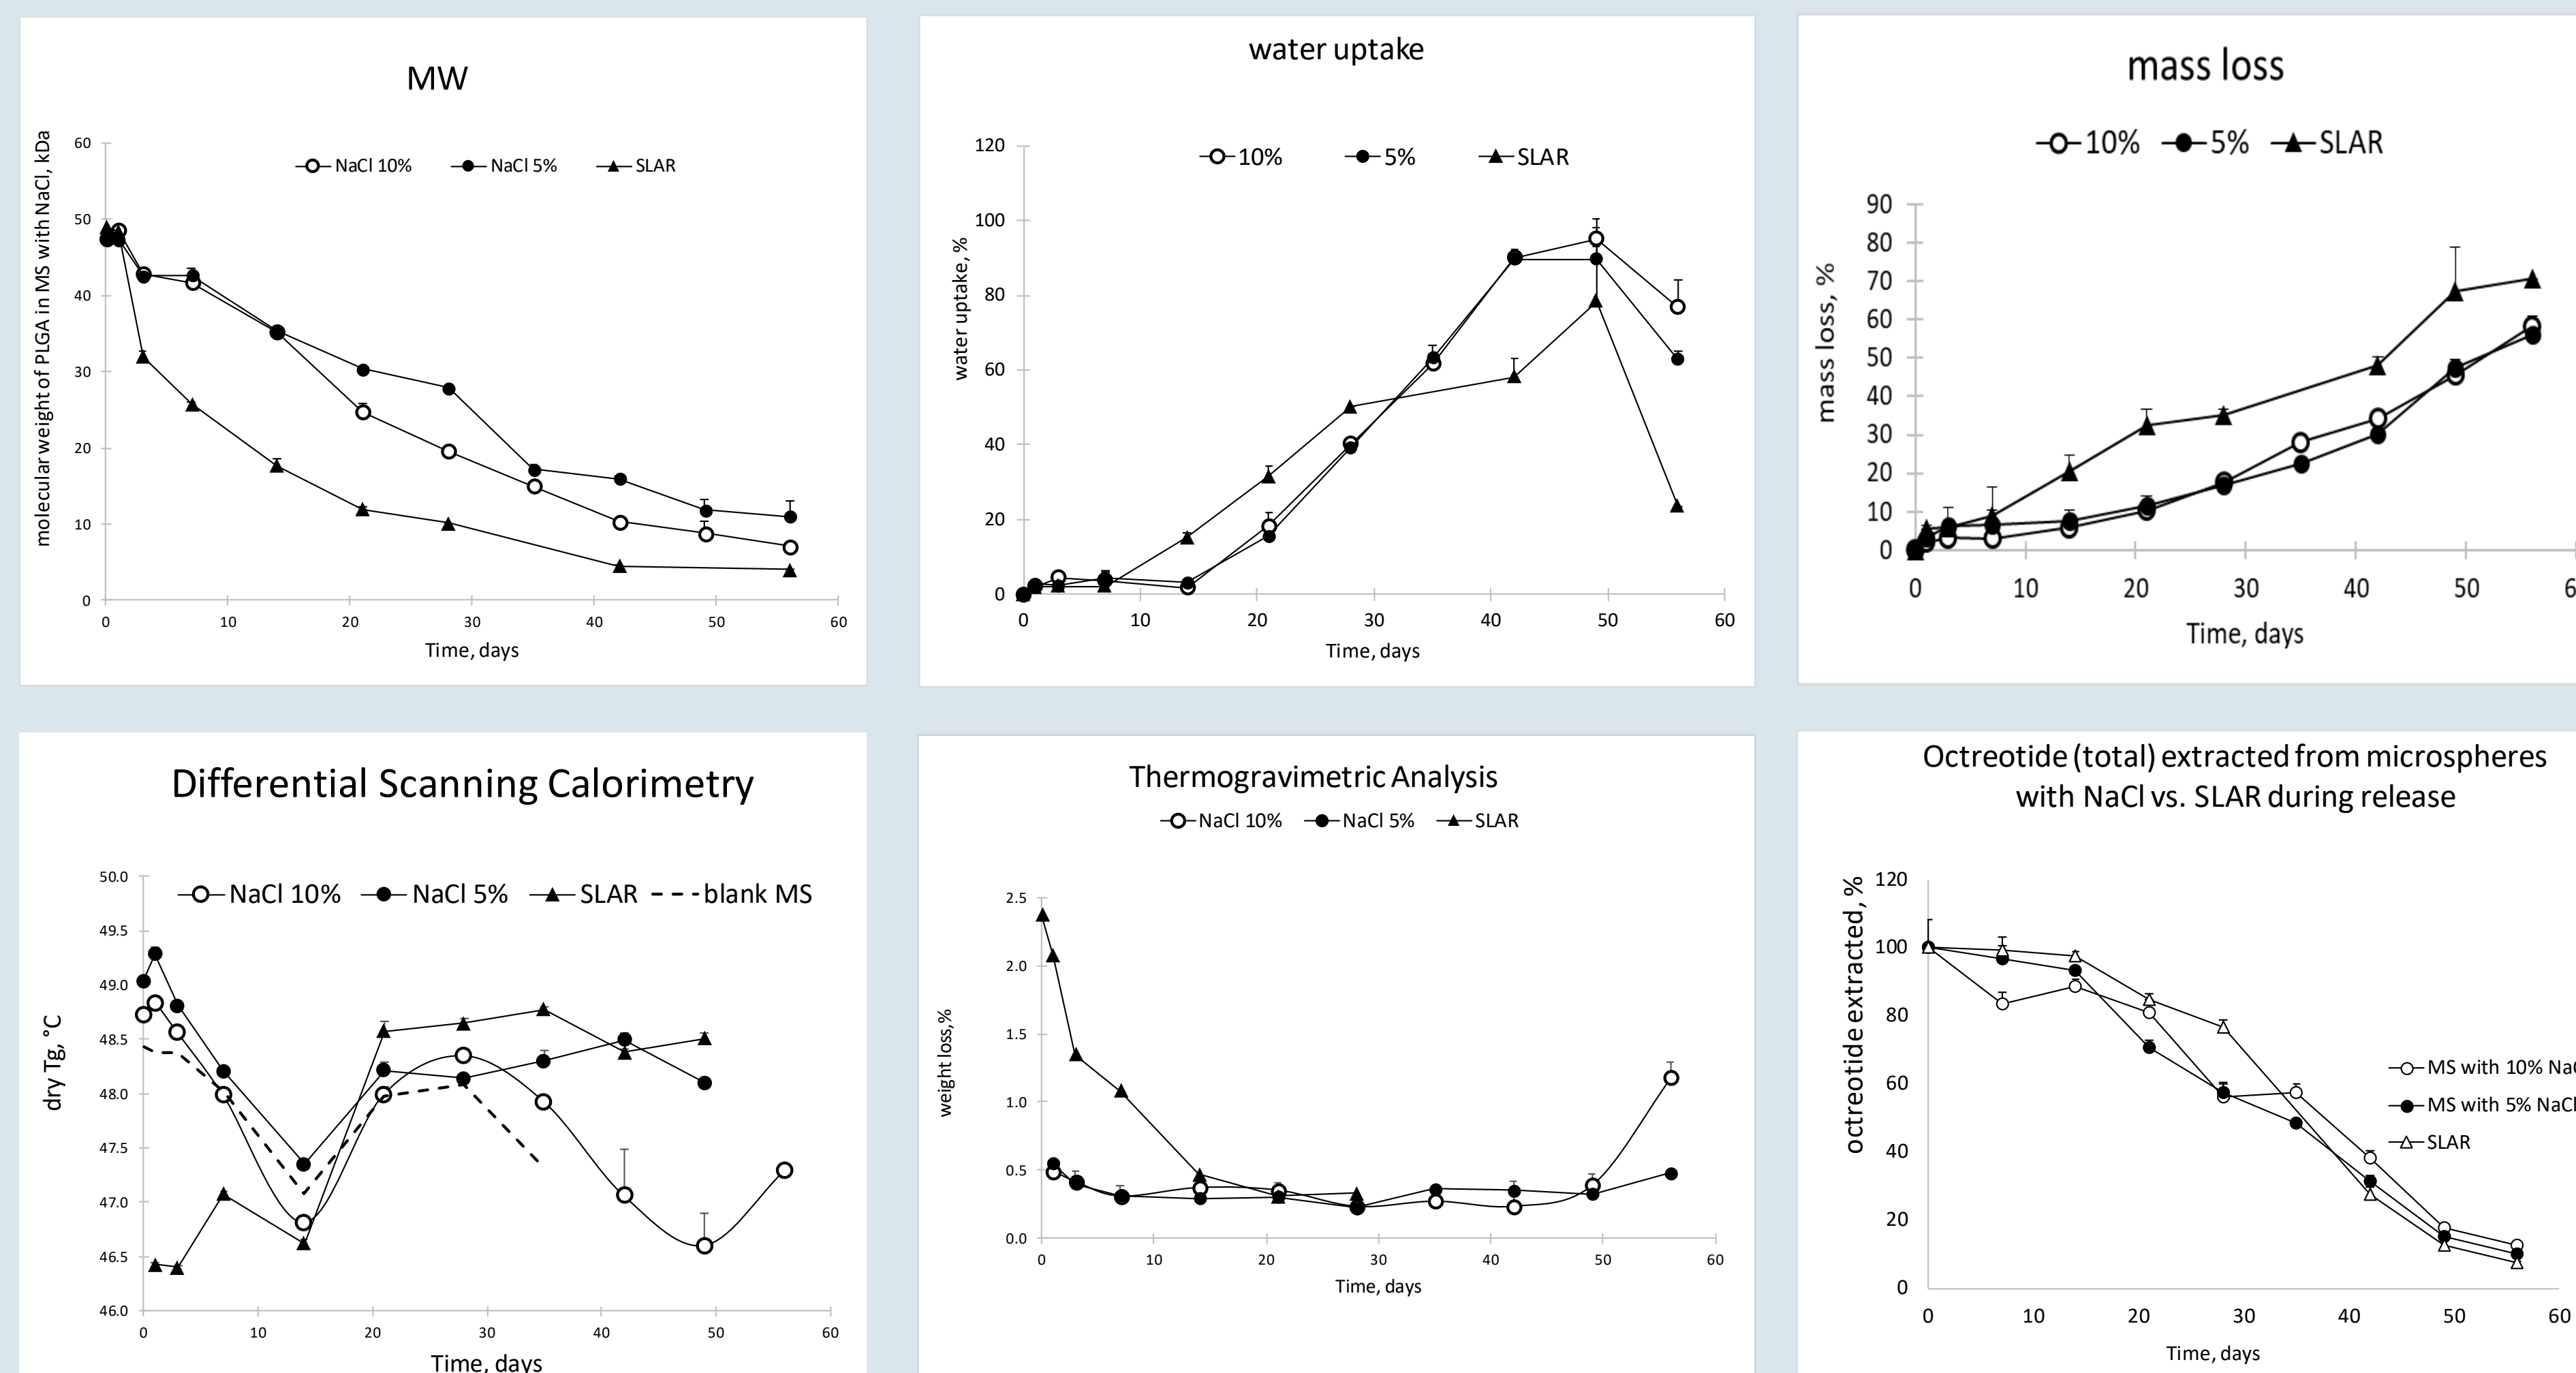 MW
molecular weight of PLGA in MS with NaCl, kDa
NaCl 10% NaCl 5% SLAR
60
50
40
30
20
10
0
0 10 20 30 40 50 60
Time, days
water uptake
water uptake, %
10% 5% SLAR
120
100
80
60
40
20
0
0 10 20 30 40 50 60
Time, days
mass loss
10% 5% SLAR
mass loss, %
90
80
70
60
50
40
30
20
10
0
0 10 20 30 40 50 6
Time, days
Differential Scanning Calorimetry
NaCl 10% NaCl 5% SLAR blank MS
dry Tg, °C
50.0
49.5
49.0
48.5
48.0
47.5
47.0
46.5
46.0
0 10 20 30 40 50 60
Time, days
Thermogravimetric Analysis
NaCl 10% NaCl 5% SLAR
weight loss,%
2.5
2.0
1.5
1.0
0.5
0.0
0 10 20 30 40 50 60
Time, days
Octreotide (total) extracted from microspheres
with NaCl vs. SLAR during release
octreotide extracted, %
120
100
80
60
40
20
0
MS with 10% NaC
MS with 5% NaCl
SLAR
0 10 20 30 40 50 60
Time, days